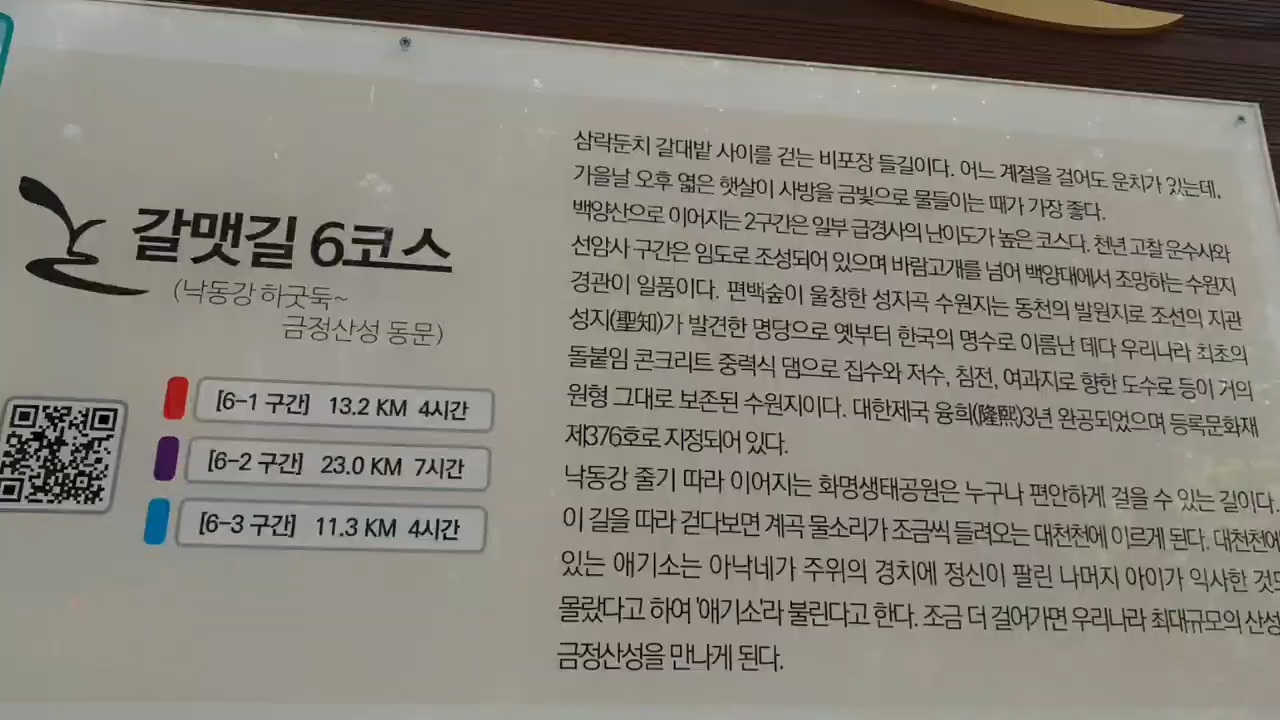 갈맷길 6코스
(낙동강 하굿둑~
금정산성 동문)
[6-1 구간] 13.2 KM 4시간
[6-2 구간] 23.0 KM 7시간
[6-3 구간] 11.3 KM 4시간
삼락둔치 갈대밭 사이를 걷는 비포장 들길이다. 어느 계절을 걸어도 운치가 있는데,
가을날 오후 엷은 햇살이 사방을 금빛으로 물들이는 때가 가장 좋다.
백양산으로 이어지는 2구간은 일부 급경사의 난이도가 높은 코스다. 천년 고찰 운수사와
선암사 구간은 임도로 조성되어 있으며 바람고개를 넘어 백양대에서 조망하는 수원지
경관이 일품이다. 편백숲이 울창한 성지곡 수원지는 동천의 발원지로 조선의 지관
성지(聖知)가 발견한 명당으로 옛부터 한국의 명수로 이름난 데다 우리나라 최초의
돌붙임 콘크리트 중력식 댐으로 집수와 저수, 침전, 여과지로 향한 도수로 등이 거의
원형 그대로 보존된 수원지이다. 대한제국 융희(隆熙)3년 완공되었으며 등록문화재
제376호로 지정되어 있다.
낙동강 줄기 따라 이어지는 화명생태공원은 누구나 편안하게 걸을 수 있는 길이다.
이 길을 따라 걷다보면 계곡 물소리가 조금씩 들려오는 대천천에 이르게 된다. 대천천에
있는 애기소는 아낙네가 주위의 경치에 정신이 팔린 나머지 아이가 익사한 것도
몰랐다고 하여 '애기소'라 불린다고 한다. 조금 더 걸어가면 우리나라 최대규모의 산성
금정산성을 만나게 된다.